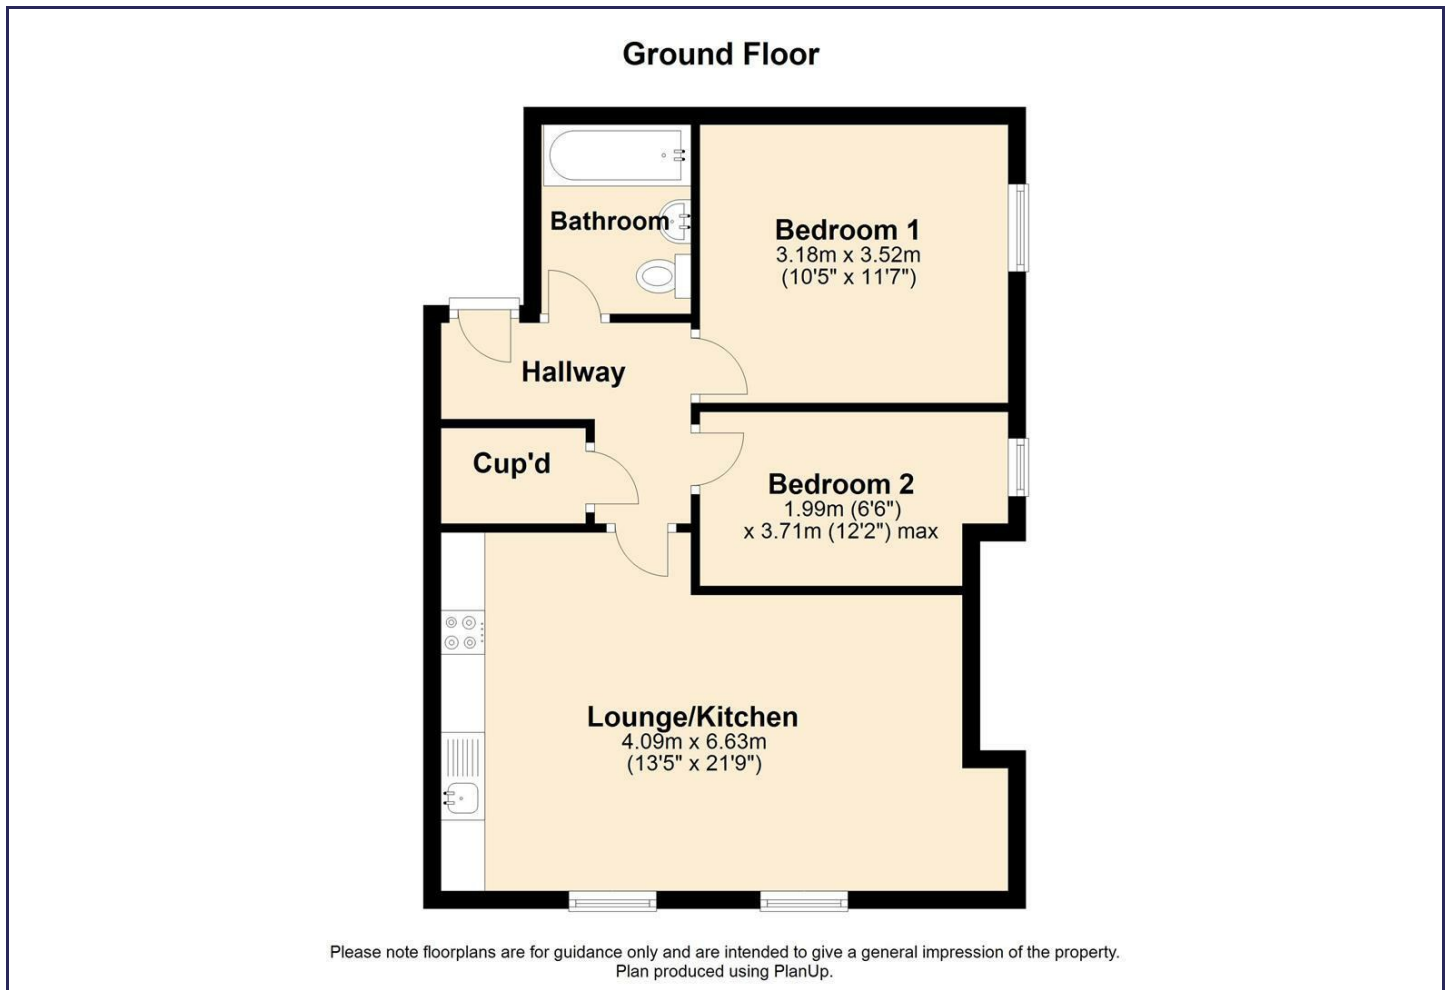 Ground Floor
Bathroom
Bedroom 1
3.18m x 3.52m
(10'5" x 11'7")
Hallway
Cup'd
Bedroom 2
1.99m (6'6")
x 3.71m (12'2") max
Lounge/Kitchen
4.09m x 6.63m
(13'5" x 21'9")
Please note floorplans are for guidance only and are intended to give a general impression of the property.
Plan produced using PlanUp.